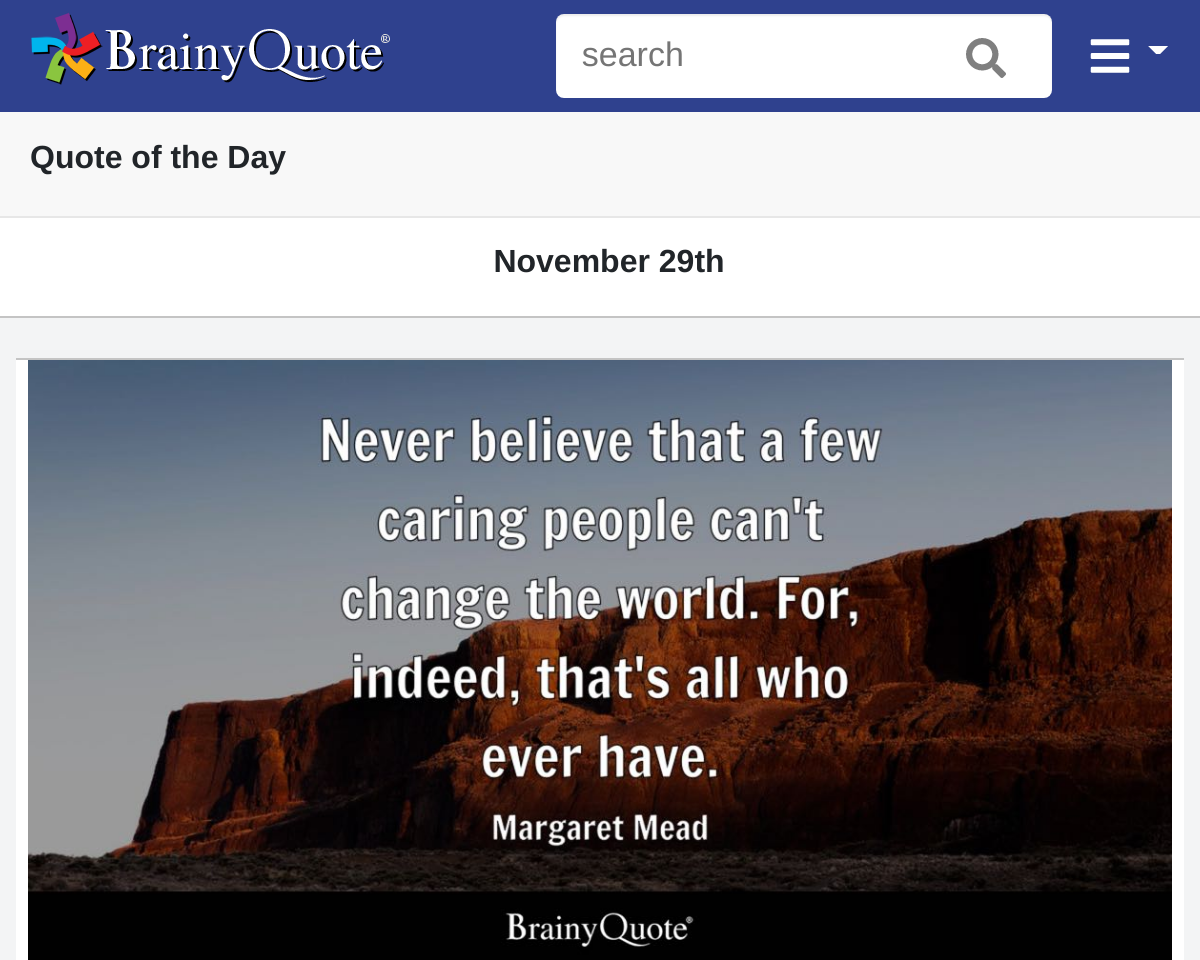 BrainyQuote®
search
Quote of the Day
November 29th
Never believe that a few
caring people can't
change the world. For,
indeed, that's all who
ever have.
Margaret Mead
BrainyQuote®